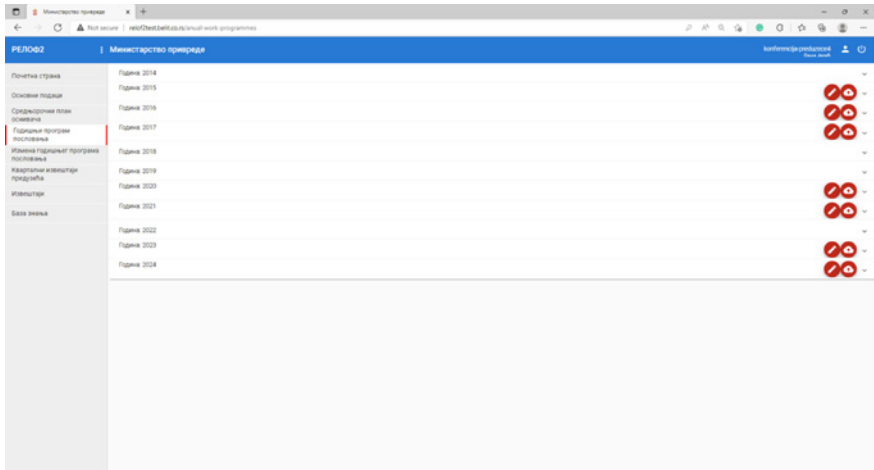 Министарство привреде
Not secure | relof2test.belit.co.rs/anual-work-programmes
РЕЛОФ2 | Министарство привреде
konferencija-preduzeca4
Почетна страна
Основни подаци
Средњорочни план
оснивача
Годишњи програм
пословања
Измена годишњег програма
пословања
Квартални извештаји
предузећа
Извештаји
База знања
Година: 2014
Година: 2015
Година: 2016
Година: 2017
Година: 2018
Година: 2019
Година: 2020
Година: 2021
Година: 2022
Година: 2023
Година: 2024